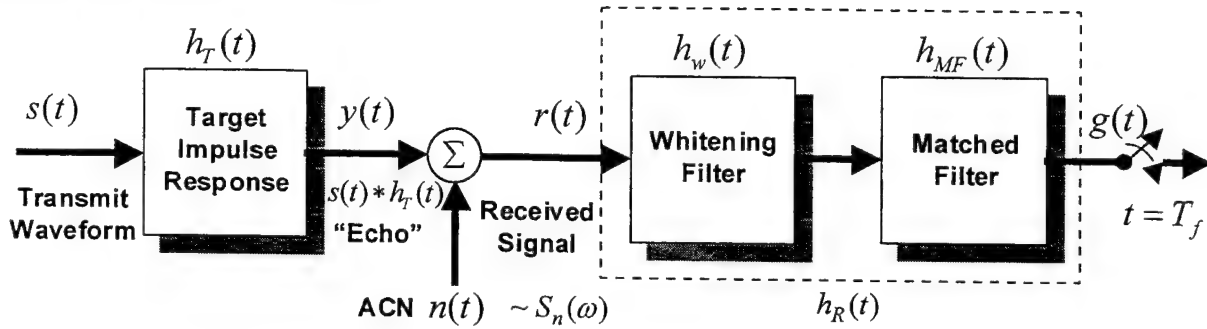 h_T(t)
h_w(t)
h_MF(t)
s(t)
Target
Impulse
Response
y(t)
Σ
r(t)
Whitening
Filter
Matched
Filter
g(t)
Transmit
Waveform
s(t) * h_T(t)
“Echo”
Received
Signal
t = T_f
ACN n(t) ~ S_n(ω)
h_R(t)